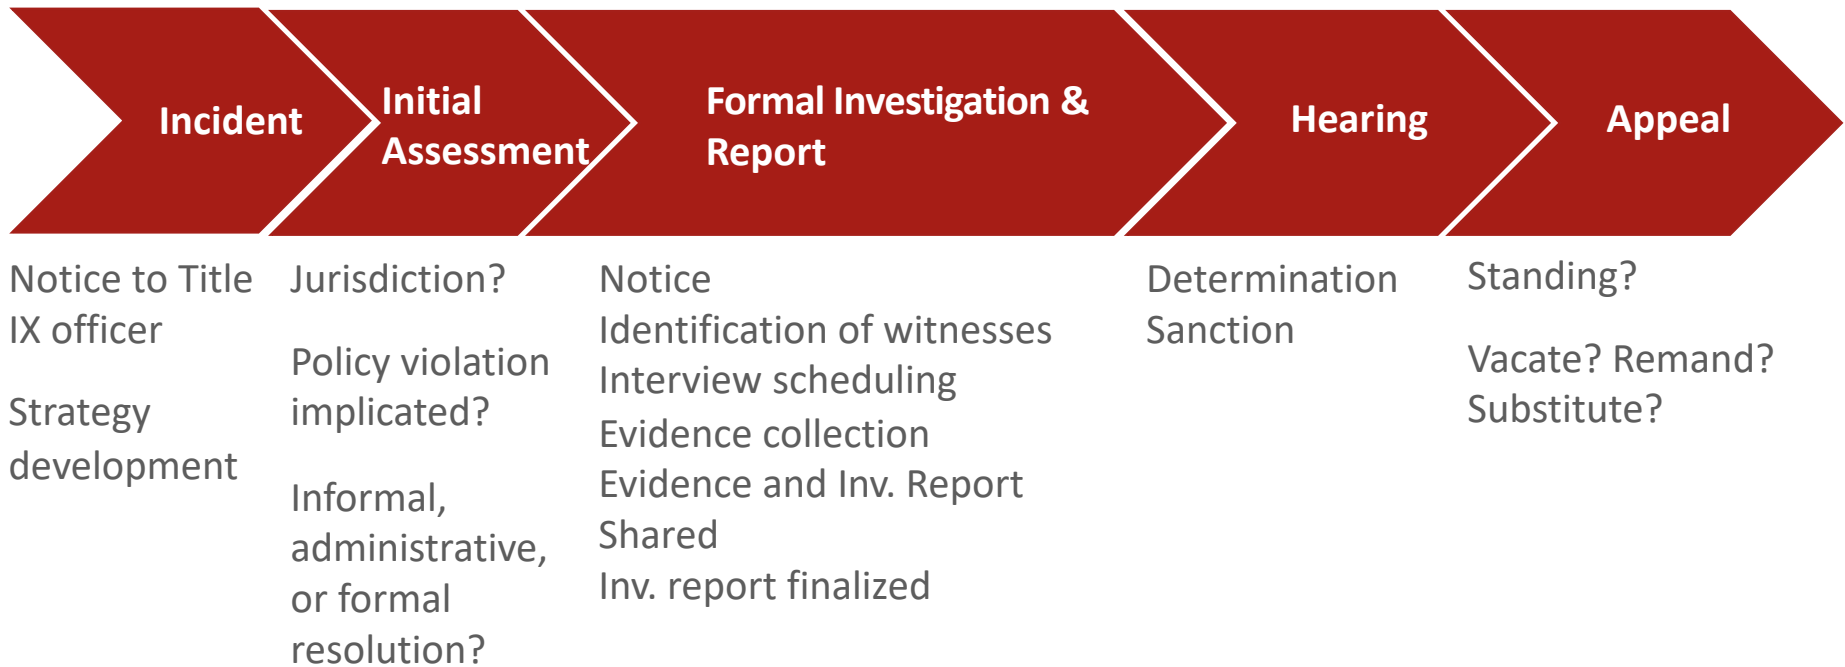 Incident
Initial
Assessment
Formal Investigation &
Report
Hearing
Appeal
Notice to Title
IX officer
Strategy
development
Jurisdiction?
Policy violation
implicated?
Informal,
administrative,
or formal
resolution?
Notice
Identification of witnesses
Interview scheduling
Evidence collection
Evidence and Inv. Report
Shared
Inv. report finalized
Determination
Sanction
Standing?
Vacate? Remand?
Substitute?